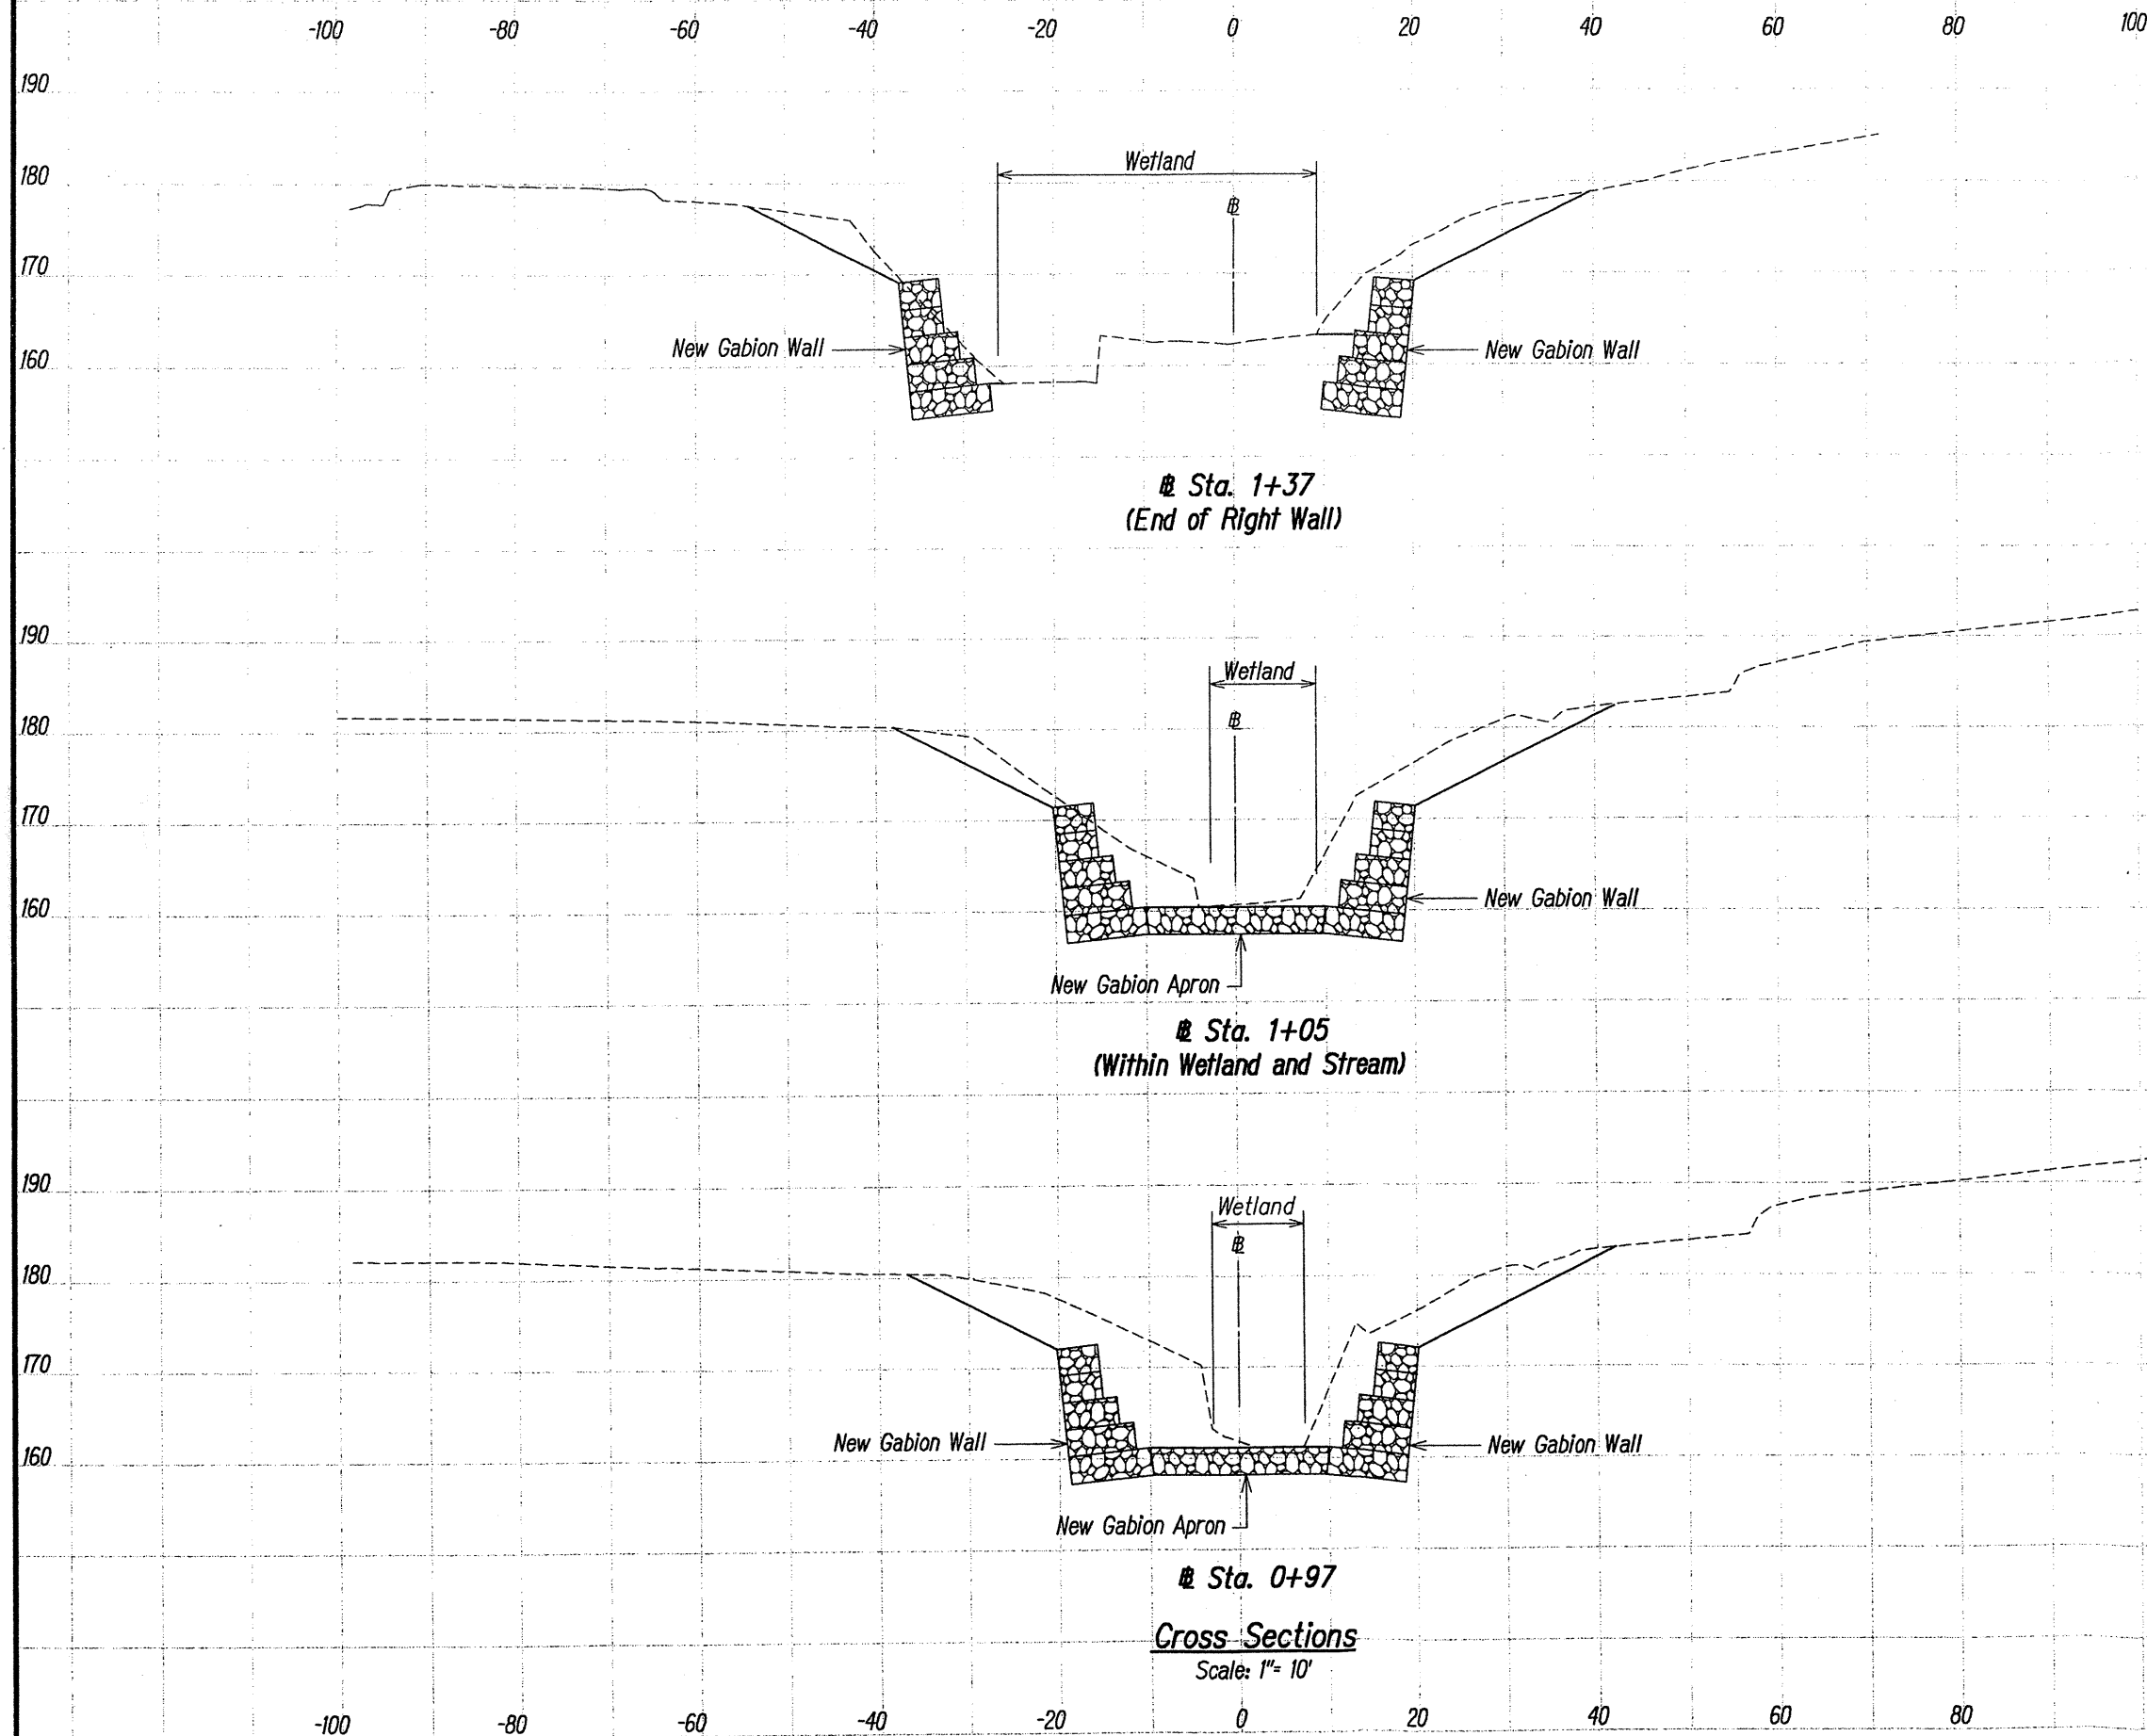 -100 -80 -60 -40 -20 0 20 40 60 80 100
190
180
Wetland
℄
170
New Gabion Wall
New Gabion Wall
160
℄ Sta. 1+37
(End of Right Wall)
190
Wetland
180
℄
170
New Gabion Wall
160
New Gabion Apron
℄ Sta. 1+05
(Within Wetland and Stream)
190
Wetland
℄
180
170
New Gabion Wall
New Gabion Wall
160
New Gabion Apron
℄ Sta. 0+97
Cross Sections
Scale: 1"= 10'
-100 -80 -60 -40 -20 0 20 40 60 80